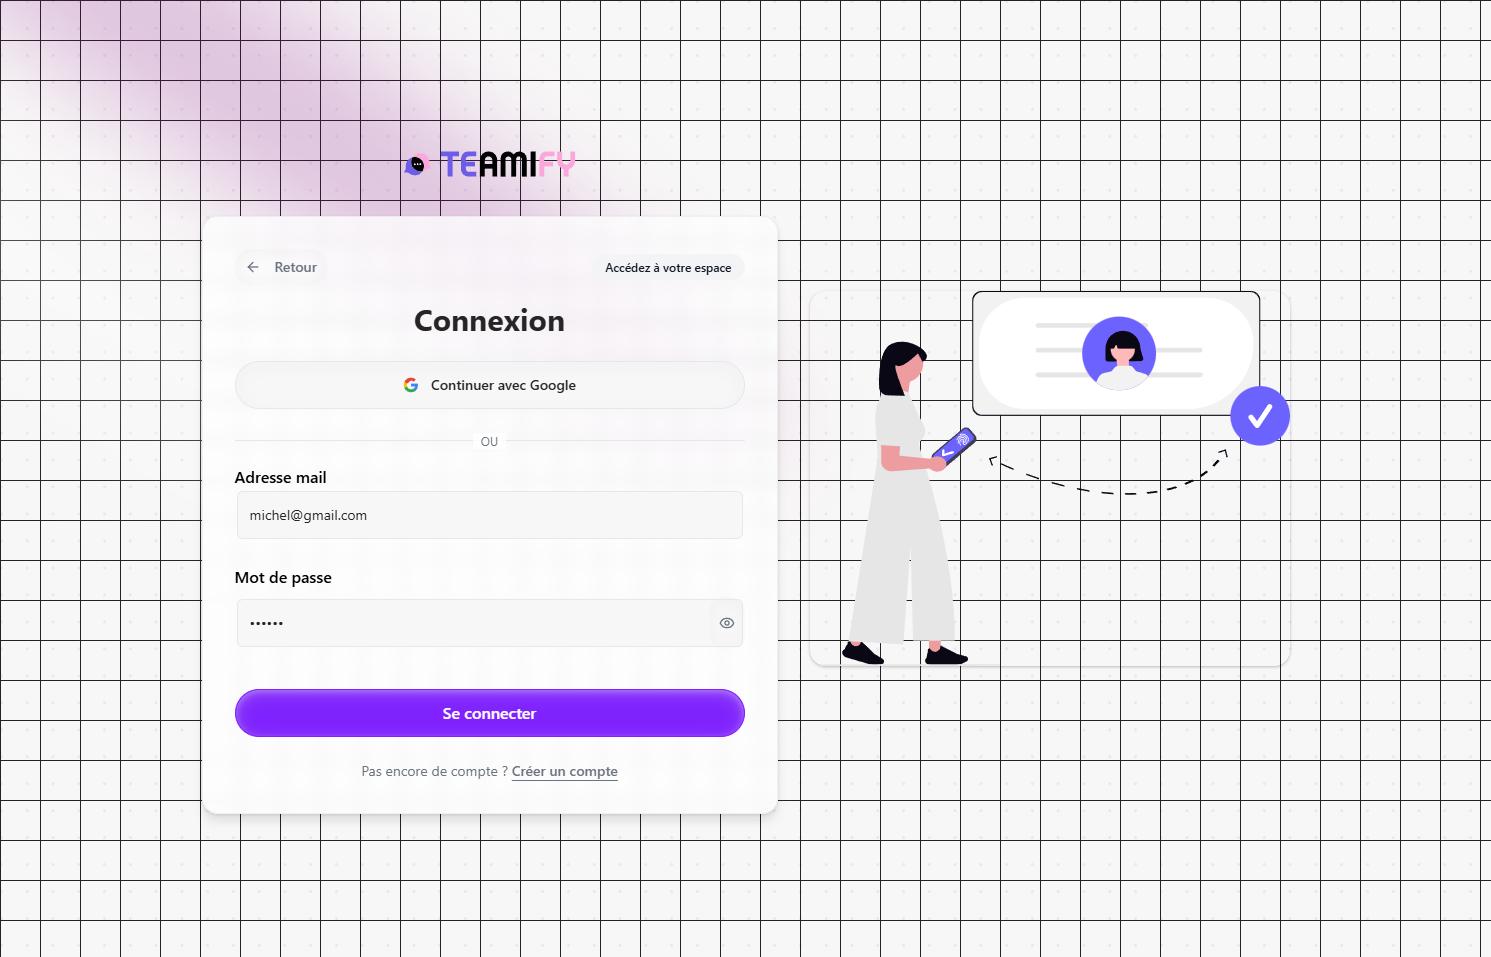 TEAMIFY
Retour
Accédez à votre espace
Connexion
Continuer avec Google
OU
Adresse mail
michel@gmail.com
Mot de passe
••••••
Se connecter
Pas encore de compte ? Créer un compte